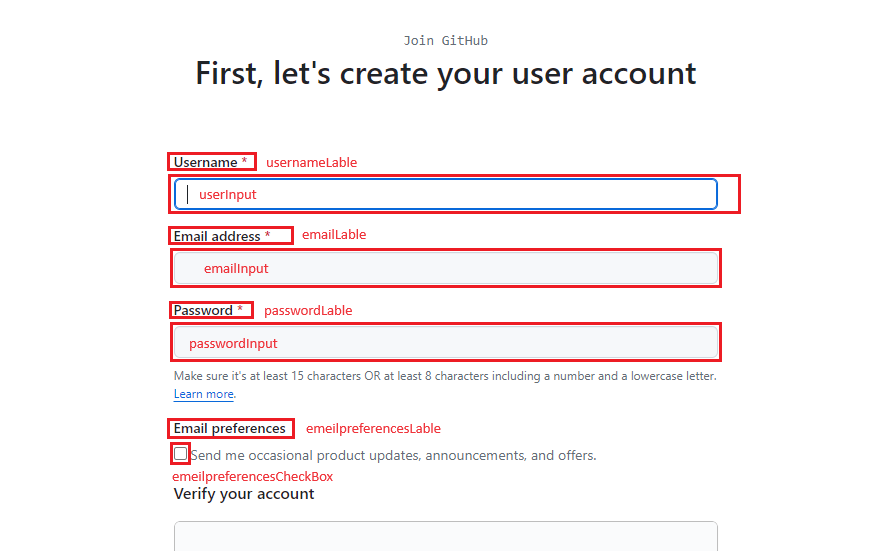 Join GitHub
First, let's create your user account
Username * usernameLable
userInput
Email address * emailLable
emailInput
Password * passwordLable
passwordInput
Make sure it's at least 15 characters OR at least 8 characters including a number and a lowercase letter.
Learn more.
Email preferences emeilpreferencesLable
Send me occasional product updates, announcements, and offers.
emeilpreferencesCheckBox
Verify your account